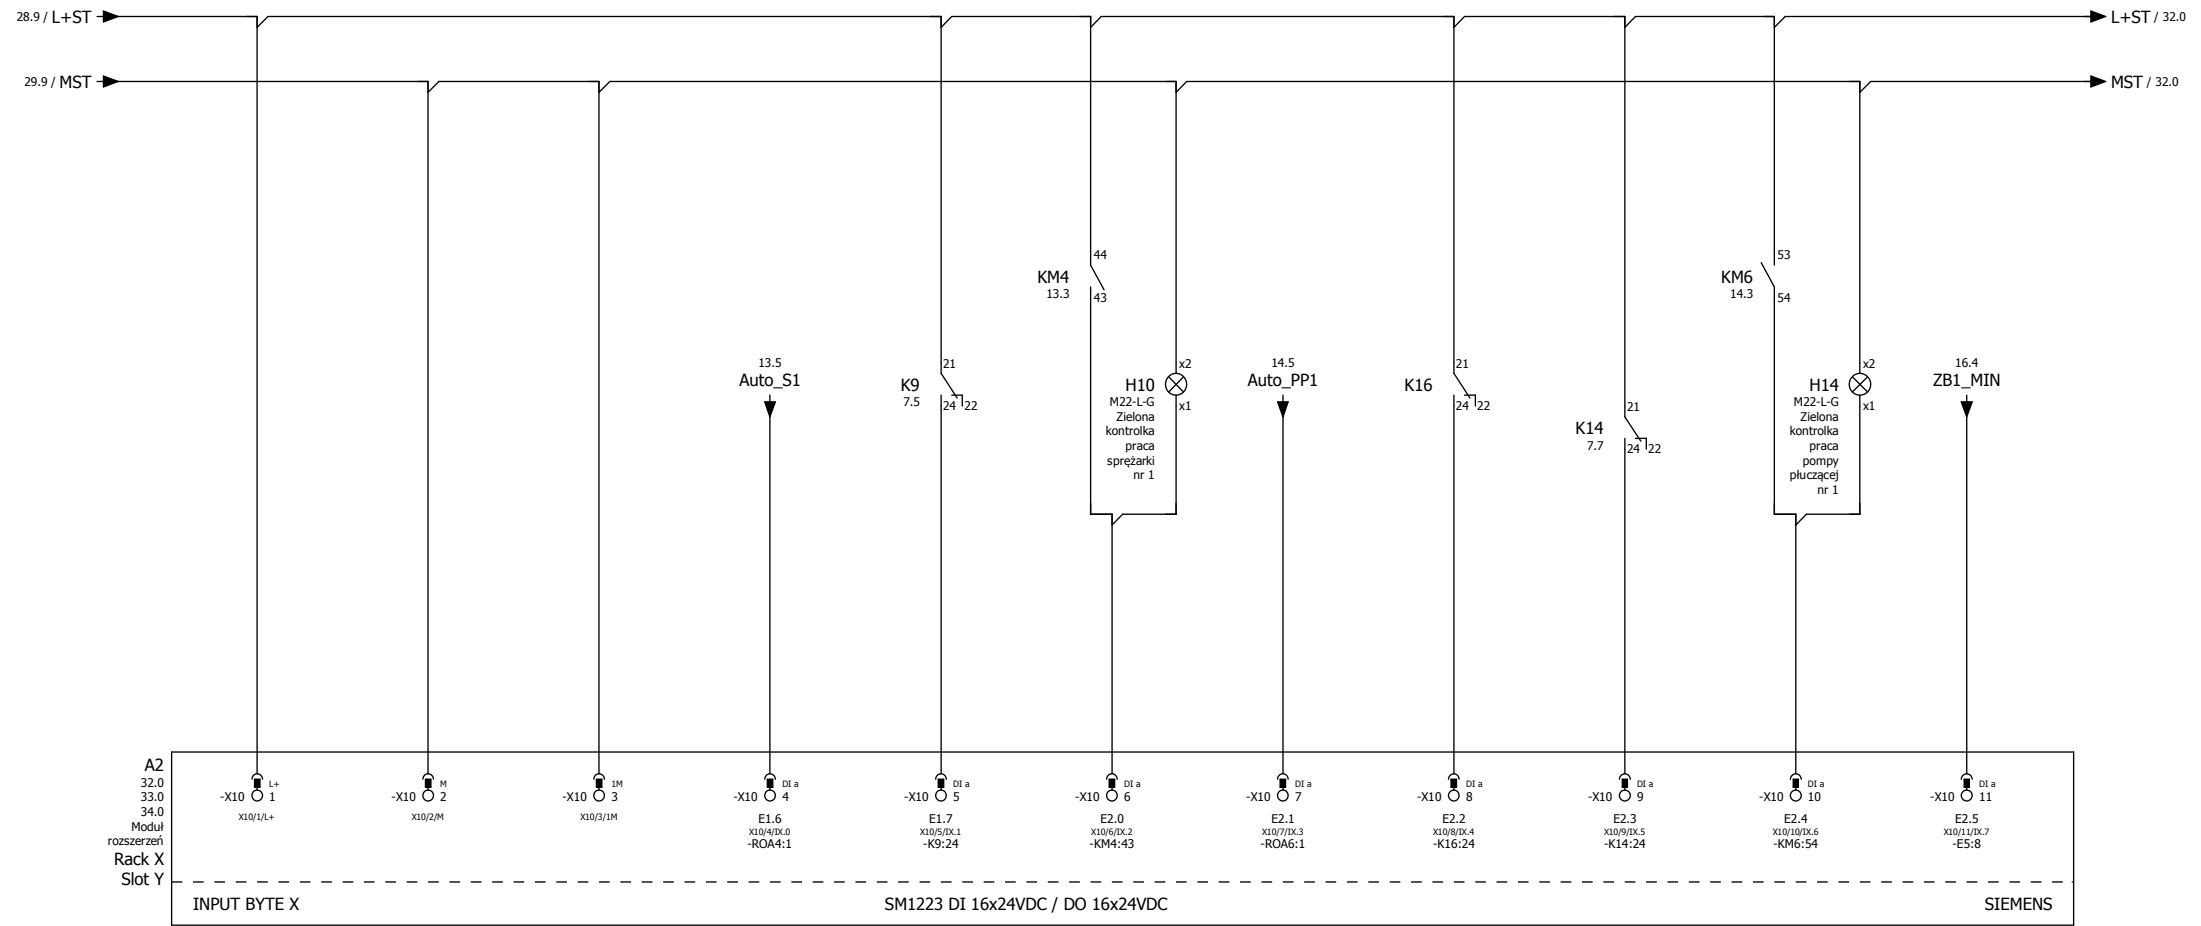 28.9 / L+ST
L+ST / 32.0
29.9 / MST
MST / 32.0
44
KM4
13.3
43
53
KM6
14.3
54
13.5
Auto_S1
21
K9
7.5
24 22
x2
H10
M22-L-G
x1
Zielona
kontrolka
praca
sprężarki
nr 1
14.5
Auto_PP1
21
K16
24 22
21
K14
7.7
24 22
x2
H14
M22-L-G
x1
Zielona
kontrolka
praca
pompy
płuczącej
nr 1
16.4
ZB1_MIN
A2
32.0
33.0
34.0
Moduł
rozszerzeń
Rack X
Slot Y
L+
-X10 1
X10/1/L+
M
-X10 2
X10/2/M
1M
-X10 3
X10/3/1M
DI a
-X10 4
E1.6
X10/4/IX.0
-ROA4:1
DI a
-X10 5
E1.7
X10/5/IX.1
-K9:24
DI a
-X10 6
E2.0
X10/6/IX.2
-KM4:43
DI a
-X10 7
E2.1
X10/7/IX.3
-ROA6:1
DI a
-X10 8
E2.2
X10/8/IX.4
-K16:24
DI a
-X10 9
E2.3
X10/9/IX.5
-K14:24
DI a
-X10 10
E2.4
X10/10/IX.6
-KM6:54
DI a
-X10 11
E2.5
X10/11/IX.7
-E5:8
INPUT BYTE X
SM1223 DI 16x24VDC / DO 16x24VDC
SIEMENS